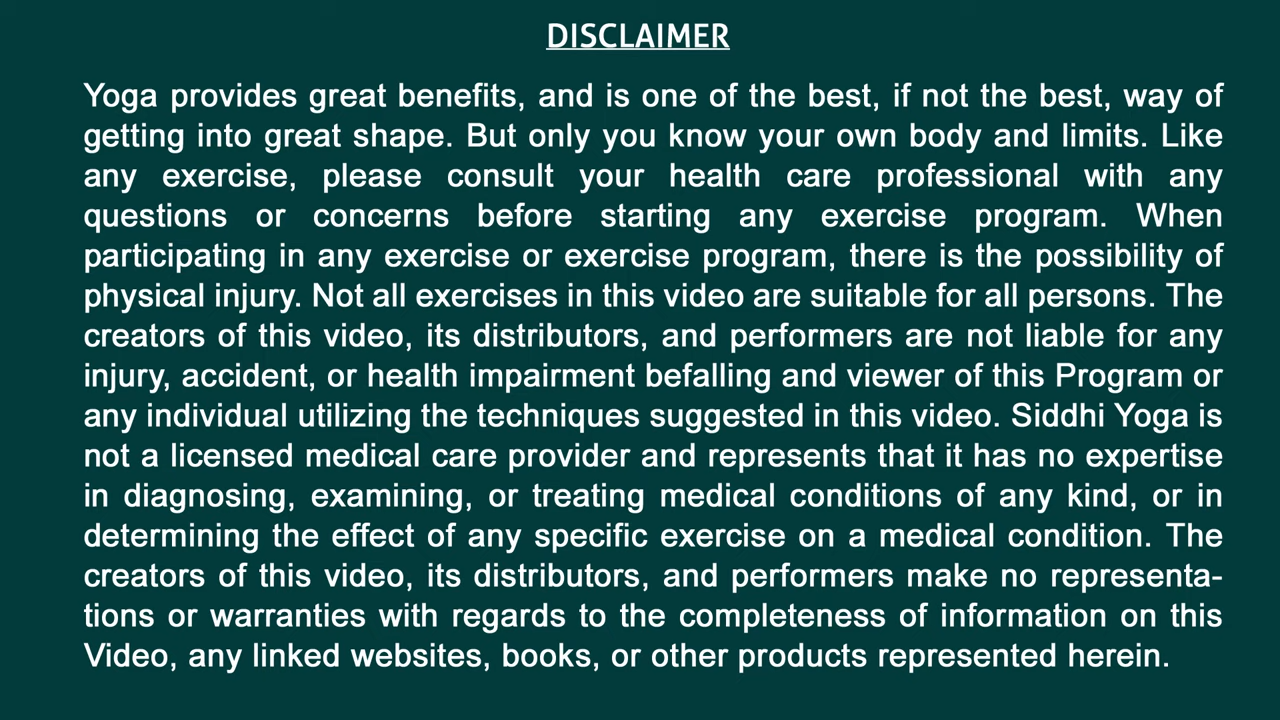 DISCLAIMER
Yoga provides great benefits, and is one of the best, if not the best, way of
getting into great shape. But only you know your own body and limits. Like
any exercise, please consult your health care professional with any
questions or concerns before starting any exercise program. When
participating in any exercise or exercise program, there is the possibility of
physical injury. Not all exercises in this video are suitable for all persons. The
creators of this video, its distributors, and performers are not liable for any
injury, accident, or health impairment befalling and viewer of this Program or
any individual utilizing the techniques suggested in this video. Siddhi Yoga is
not a licensed medical care provider and represents that it has no expertise
in diagnosing, examining, or treating medical conditions of any kind, or in
determining the effect of any specific exercise on a medical condition. The
creators of this video, its distributors, and performers make no representa-
tions or warranties with regards to the completeness of information on this
Video, any linked websites, books, or other products represented herein.